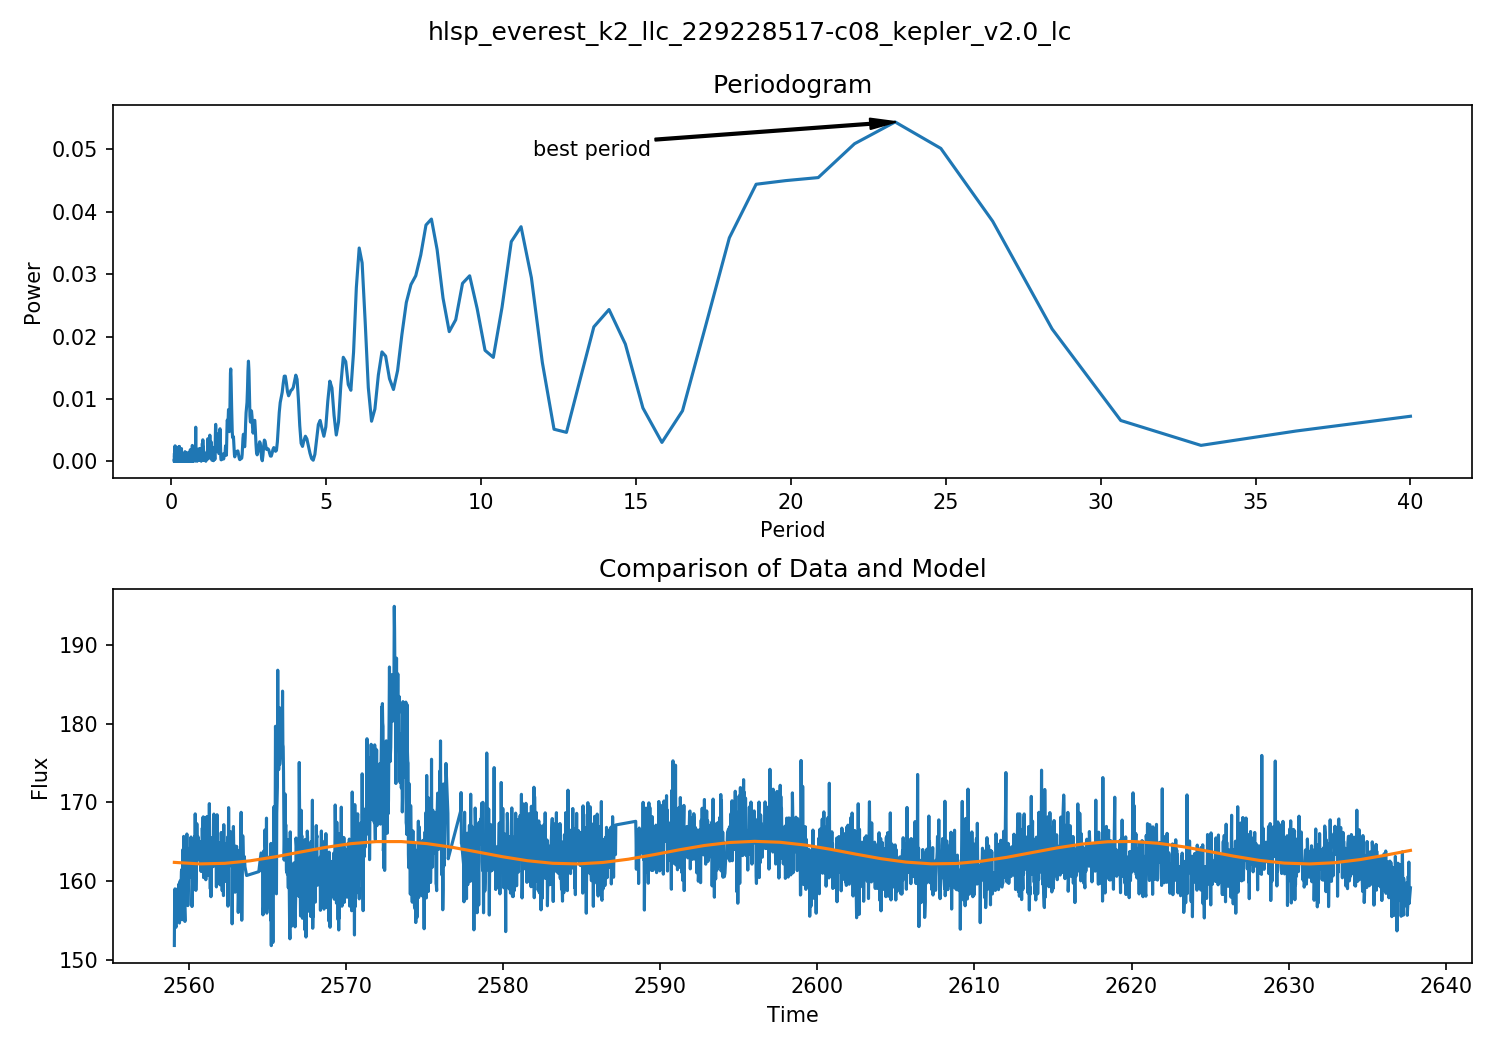 hlsp_everest_k2_llc_229228517-c08_kepler_v2.0_lc
Periodogram
0.05
0.04
0.03
0.02
0.01
0.00
Power
best period
0 5 10 15 20 25 30 35 40
Period
Comparison of Data and Model
190
180
170
160
150
Flux
2560 2570 2580 2590 2600 2610 2620 2630 2640
Time